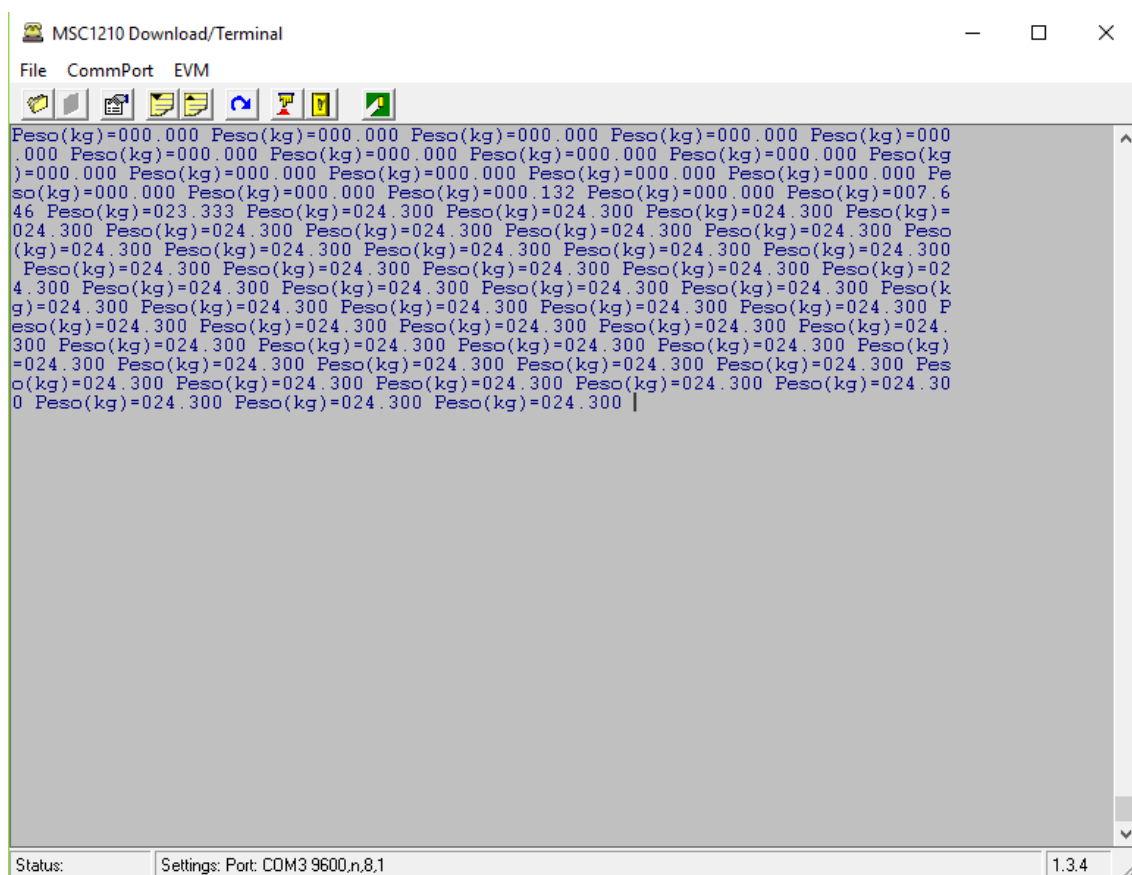 MSC1210 Download/Terminal
File CommPort EVM
Peso(kg)=000.000 Peso(kg)=000.000 Peso(kg)=000.000 Peso(kg)=000.000 Peso(kg)=000
.000 Peso(kg)=000.000 Peso(kg)=000.000 Peso(kg)=000.000 Peso(kg)=000.000 Peso(kg
)=000.000 Peso(kg)=000.000 Peso(kg)=000.000 Peso(kg)=000.000 Peso(kg)=000.000 Pe
so(kg)=000.000 Peso(kg)=000.000 Peso(kg)=000.132 Peso(kg)=000.000 Peso(kg)=007.6
46 Peso(kg)=023.333 Peso(kg)=024.300 Peso(kg)=024.300 Peso(kg)=024.300 Peso(kg)=
024.300 Peso(kg)=024.300 Peso(kg)=024.300 Peso(kg)=024.300 Peso(kg)=024.300 Peso
(kg)=024.300 Peso(kg)=024.300 Peso(kg)=024.300 Peso(kg)=024.300 Peso(kg)=024.300
Peso(kg)=024.300 Peso(kg)=024.300 Peso(kg)=024.300 Peso(kg)=024.300 Peso(kg)=02
4.300 Peso(kg)=024.300 Peso(kg)=024.300 Peso(kg)=024.300 Peso(kg)=024.300 Peso(k
g)=024.300 Peso(kg)=024.300 Peso(kg)=024.300 Peso(kg)=024.300 Peso(kg)=024.300 P
eso(kg)=024.300 Peso(kg)=024.300 Peso(kg)=024.300 Peso(kg)=024.300 Peso(kg)=024.
300 Peso(kg)=024.300 Peso(kg)=024.300 Peso(kg)=024.300 Peso(kg)=024.300 Peso(kg)
=024.300 Peso(kg)=024.300 Peso(kg)=024.300 Peso(kg)=024.300 Peso(kg)=024.300 Pes
o(kg)=024.300 Peso(kg)=024.300 Peso(kg)=024.300 Peso(kg)=024.300 Peso(kg)=024.30
0 Peso(kg)=024.300 Peso(kg)=024.300 Peso(kg)=024.300
Status: Settings: Port: COM3 9600,n,8,1 1.3.4